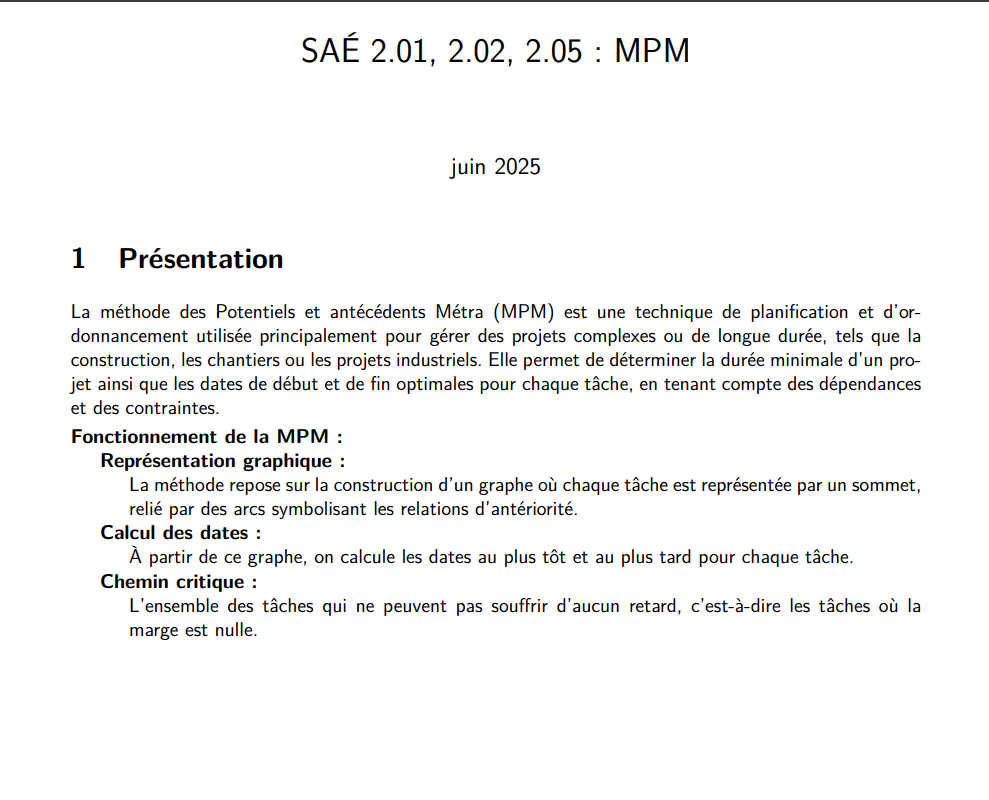 SAÉ 2.01, 2.02, 2.05 : MPM
juin 2025
1 Présentation
La méthode des Potentiels et antécédents Métra (MPM) est une technique de planification et d'or-
donnancement utilisée principalement pour gérer des projets complexes ou de longue durée, tels que la
construction, les chantiers ou les projets industriels. Elle permet de déterminer la durée minimale d'un pro-
jet ainsi que les dates de début et de fin optimales pour chaque tâche, en tenant compte des dépendances
et des contraintes.
Fonctionnement de la MPM :
Représentation graphique :
La méthode repose sur la construction d'un graphe où chaque tâche est représentée par un sommet,
relié par des arcs symbolisant les relations d'antériorité.
Calcul des dates :
À partir de ce graphe, on calcule les dates au plus tôt et au plus tard pour chaque tâche.
Chemin critique :
L'ensemble des tâches qui ne peuvent pas souffrir d'aucun retard, c'est-à-dire les tâches où la
marge est nulle.